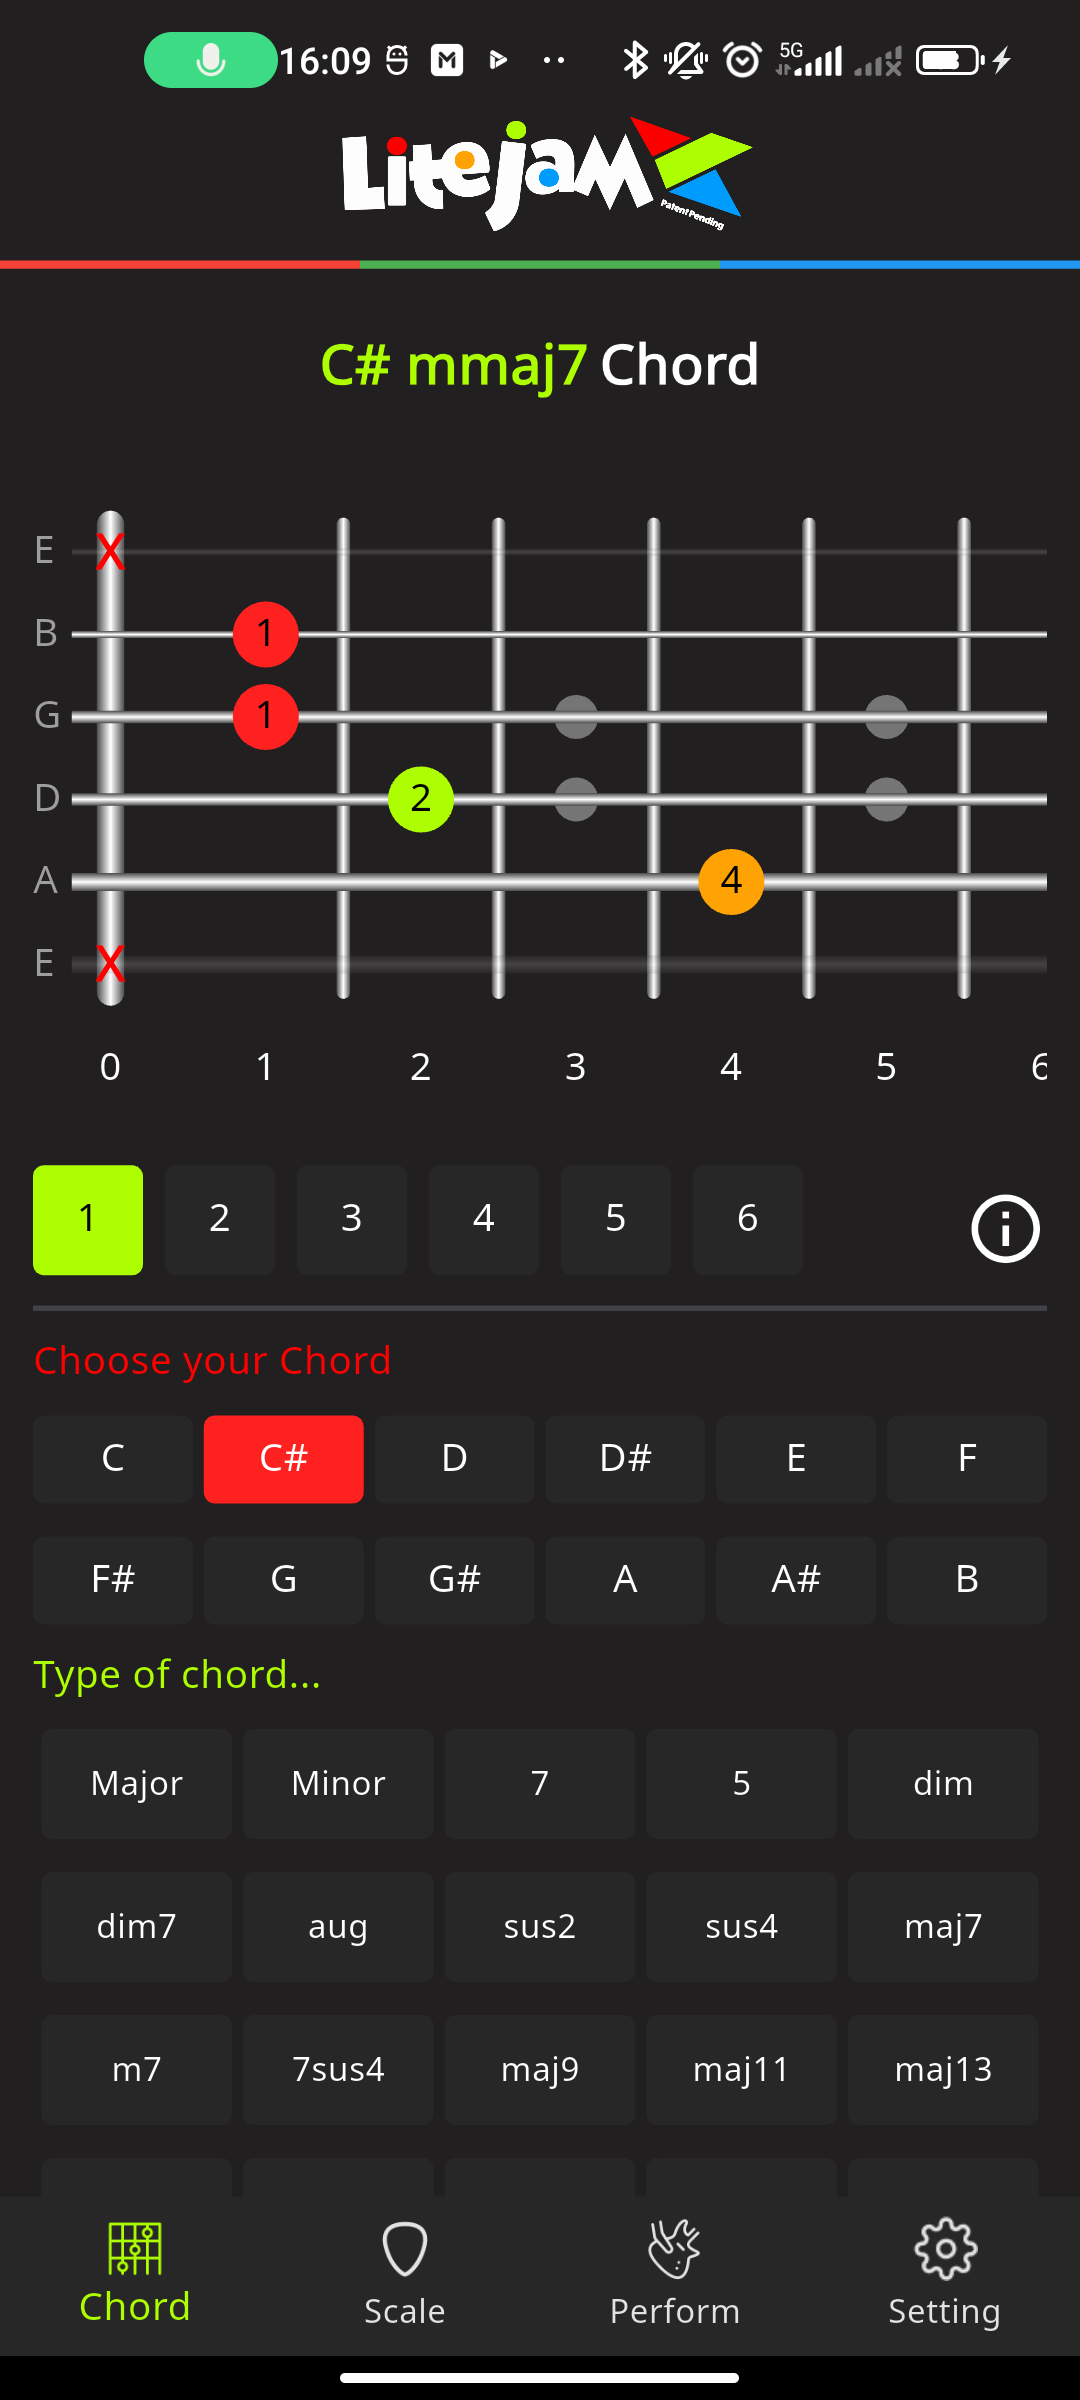 16:09 5G
LiteJam
Patent Pending
C# mmaj7 Chord
E X
B 1
G 1
D 2
A 4
E X
0 1 2 3 4 5 6
1 2 3 4 5 6
Choose your Chord
C C# D D# E F
F# G G# A A# B
Type of chord...
Major Minor 7 5 dim
dim7 aug sus2 sus4 maj7
m7 7sus4 maj9 maj11 maj13
Chord Scale Perform Setting